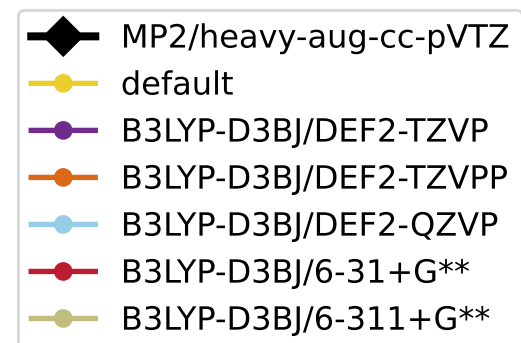 MP2/heavy-aug-cc-pVTZ
default
B3LYP-D3BJ/DEF2-TZVP
B3LYP-D3BJ/DEF2-TZVPP
B3LYP-D3BJ/DEF2-QZVP
B3LYP-D3BJ/6-31+G**
B3LYP-D3BJ/6-311+G**